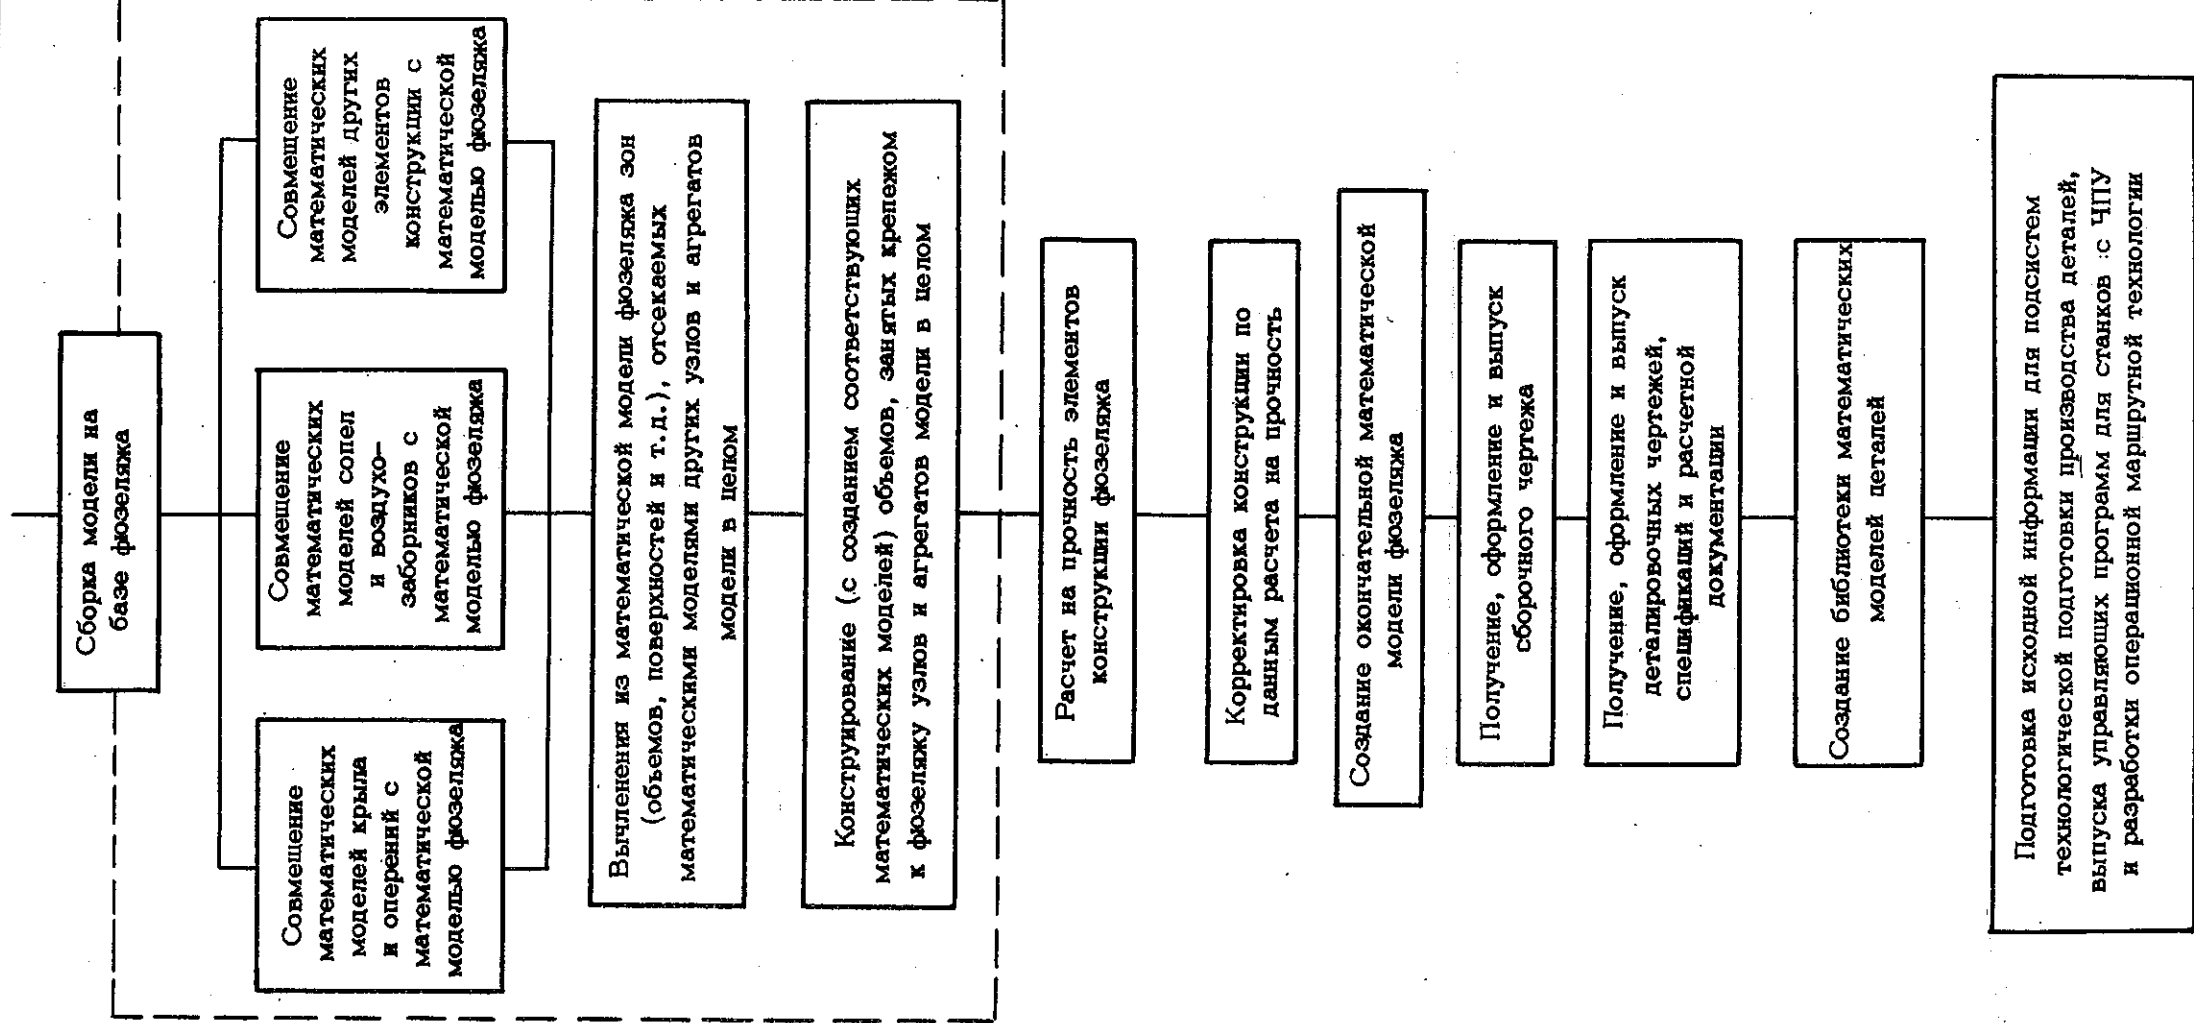 Сборка модели на
базе фюзеляжа
Совмещение
математических
моделей крыла
и оперений с
математической
моделью фюзеляжа
Совмещение
математических
моделей сопел
и воздухо-
заборников с
математической
моделью фюзеляжа
Совмещение
математических
моделей других
элементов
конструкции с
математической
моделью фюзеляжа
Вычленения из математической модели фюзеляжа зон
(объемов, поверхностей и т.д.), отсекаемых
математическими моделями других узлов и агрегатов
модели в целом
Конструирование (с созданием соответствующих
математических моделей) объемов, занятых крепежом
к фюзеляжу узлов и агрегатов модели в целом
Расчет на прочность элементов
конструкции фюзеляжа
Корректировка конструкции по
данным расчета на прочность
Создание окончательной математической
модели фюзеляжа
Получение, оформление и выпуск
сборочного чертежа
Получение, оформление и выпуск
деталировочных чертежей,
спецификаций и расчетной
документации
Создание библиотеки математических
моделей деталей
Подготовка исходной информации для подсистем
технологической подготовки производства деталей,
выпуска управляющих программ для станков с ЧПУ
и разработки операционной маршрутной технологии